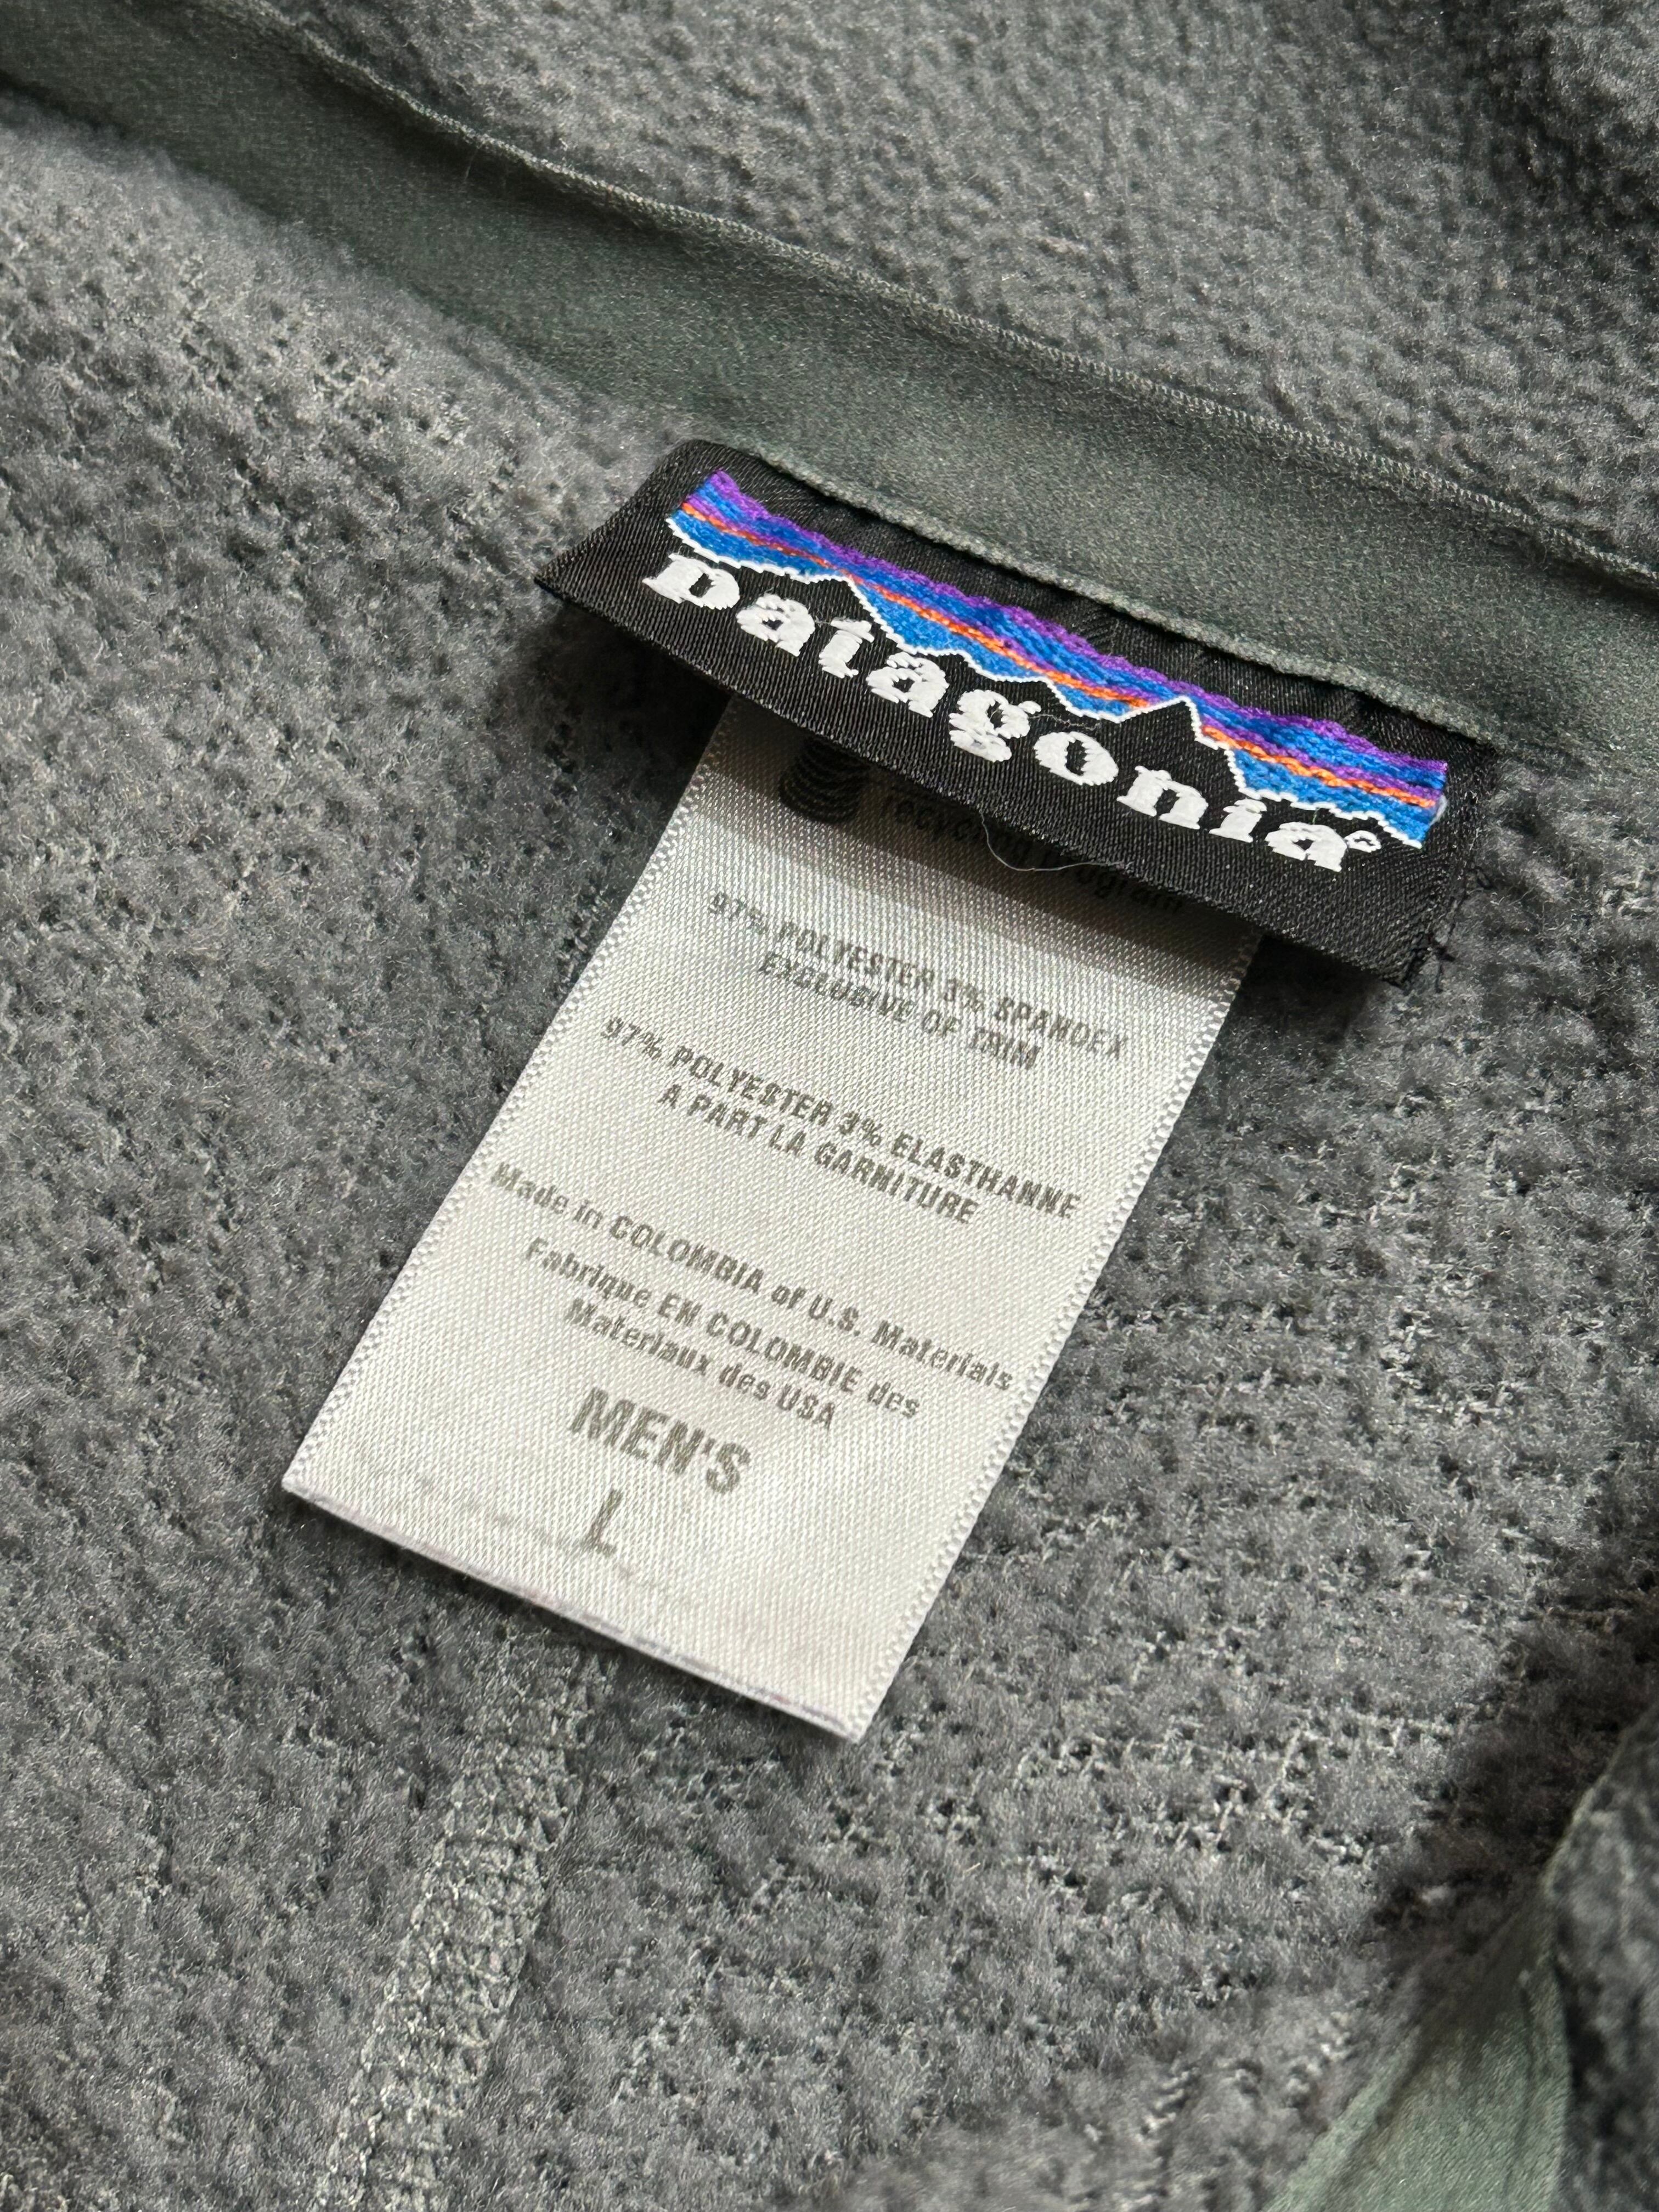 patagonia®
recycling program
97% POLYESTER 3% SPANDEX
EXCLUSIVE OF TRIM
97% POLYESTER 3% ELASTHANNE
A PART LA GARNITURE
Made in COLOMBIA of U.S. Materials
Fabrique EN COLOMBIE des
Materiaux des USA
MEN'S
L